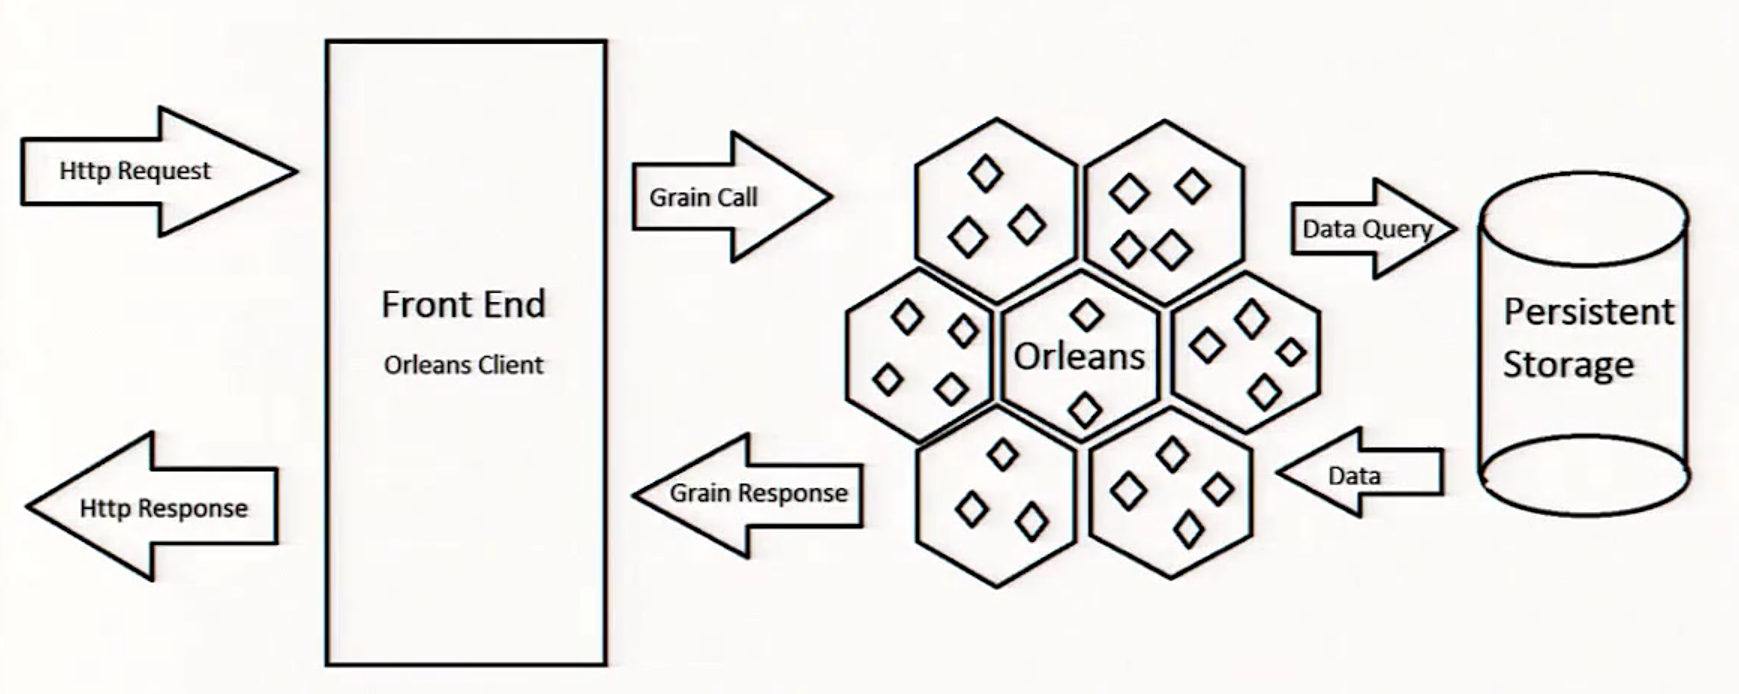 Http Request
Front End
Orleans Client
Http Response
Grain Call
Grain Response
Orleans
Data Query
Data
Persistent
Storage